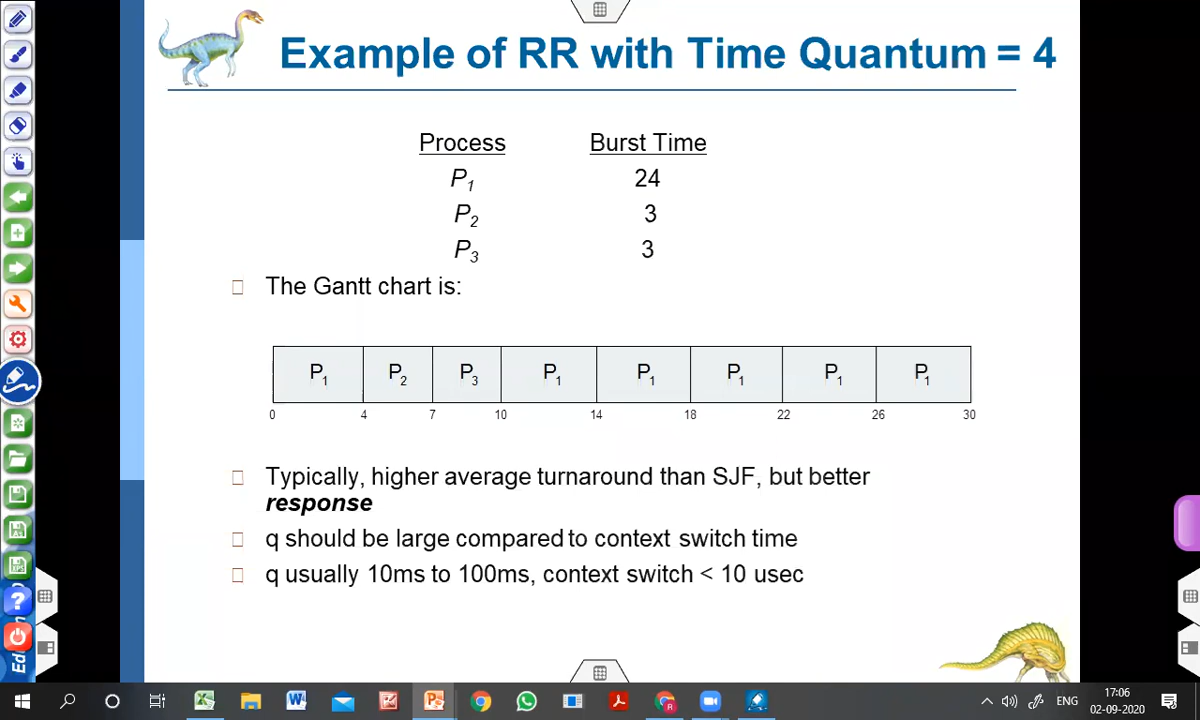 Example of RR with Time Quantum = 4
Process Burst Time
P1 24
P2 3
P3 3
The Gantt chart is:
P1 P2 P3 P1 P1 P1 P1 P1
0 4 7 10 14 18 22 26 30
Typically, higher average turnaround than SJF, but better
response
q should be large compared to context switch time
q usually 10ms to 100ms, context switch < 10 usec
ENG
17:06
02-09-2020